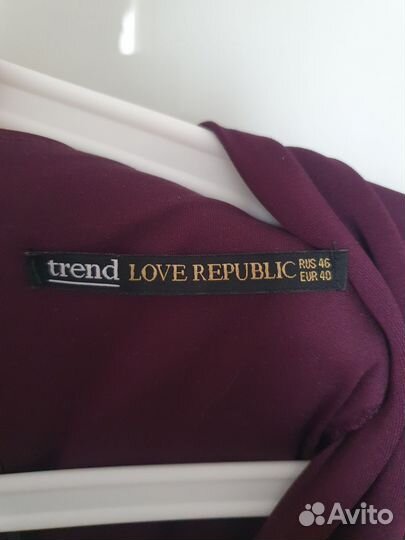 trend LOVE REPUBLIC RUS 46
EUR 40
Avito